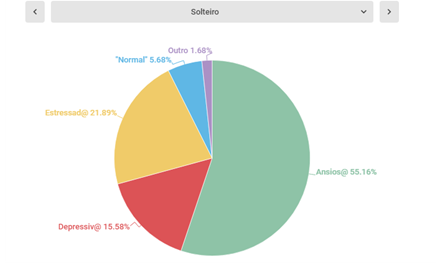 Solteiro
Outro 1.68%
"Normal" 5.68%
Estressad@ 21.89%
Ansios@ 55.16%
Depressiv@ 15.58%